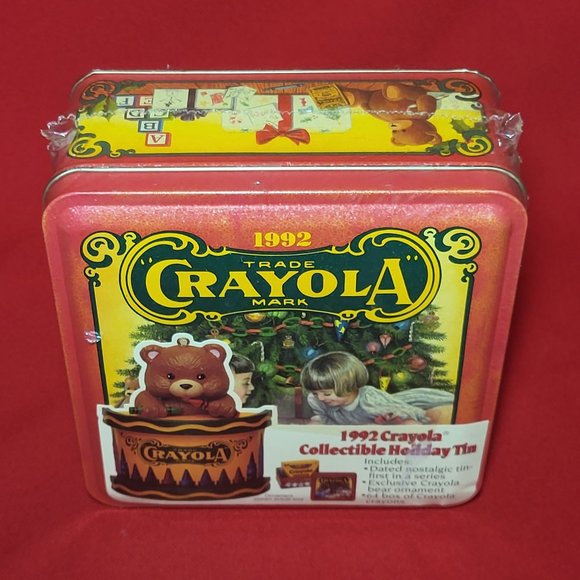 A
B
C D
E F
1992
TRADE
"CRAYOLA"
MARK
CRAYOLA
1992 Crayola™
Collectible Holiday Tin
Includes:
• Dated nostalgic tin-
first in a series
• Exclusive Crayola
bear ornament
• 64 box of Crayola
crayons